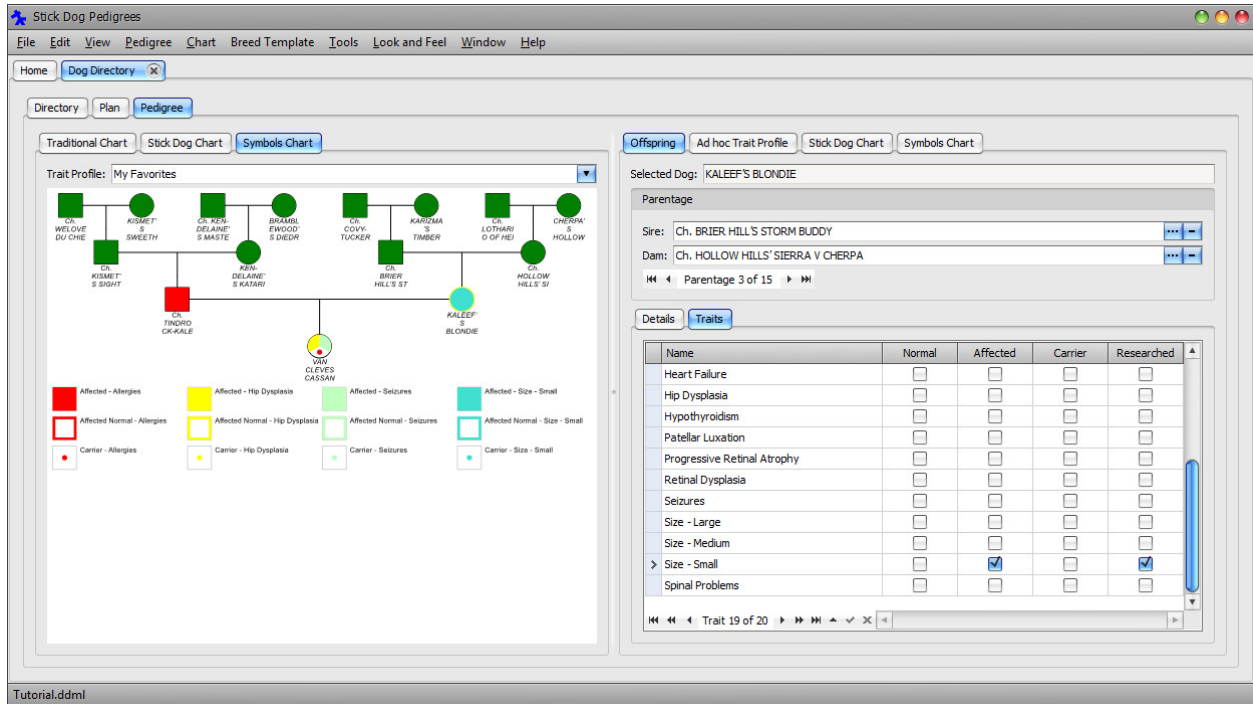 Stick Dog Pedigrees
File Edit View Pedigree Chart Breed Template Tools Look and Feel Window Help
Home Dog Directory
Directory Plan Pedigree
Traditional Chart Stick Dog Chart Symbols Chart
Trait Profile: My Favorites
Ch. WELOVE DU CHIE
KISMET' S SWEETH
Ch. KEN- DELAINE' S MASTE
BRAMBL EWOOD' S DIEDR
Ch. COVY- TUCKER
KARIZMA 'S TIMBER
Ch. LOTHARI O OF HEI
CHERPA' S HOLLOW
Ch. KISMET' S SIGHT
KEN- DELAINE' S KATARI
Ch. BRIER HILL'S ST
Ch. HOLLOW HILLS' SI
Ch. TINDRO CK-KALE
KALEEF' S BLONDIE
VAN CLEVES CASSAN
Affected - Allergies Affected - Hip Dysplasia Affected - Seizures Affected - Size - Small
Affected Normal - Allergies Affected Normal - Hip Dysplasia Affected Normal - Seizures Affected Normal - Size - Small
Carrier - Allergies Carrier - Hip Dysplasia Carrier - Seizures Carrier - Size - Small
Offspring Ad hoc Trait Profile Stick Dog Chart Symbols Chart
Selected Dog: KALEEF'S BLONDIE
Parentage
Sire: Ch. BRIER HILL'S STORM BUDDY
Dam: Ch. HOLLOW HILLS' SIERRA V CHERPA
Parentage 3 of 15
Details Traits
Name Normal Affected Carrier Researched
Heart Failure
Hip Dysplasia
Hypothyroidism
Patellar Luxation
Progressive Retinal Atrophy
Retinal Dysplasia
Seizures
Size - Large
Size - Medium
Size - Small
Spinal Problems
Trait 19 of 20
Tutorial.ddml